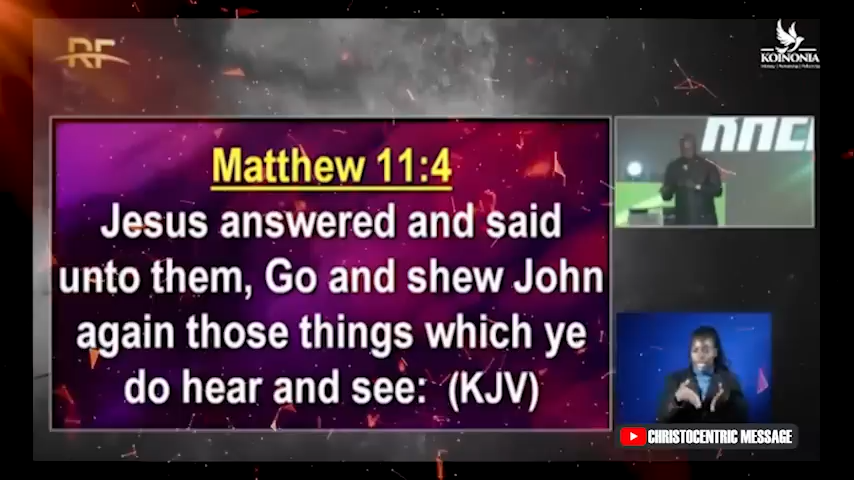 RF
KOINONIA
Matthew 11:4
Jesus answered and said
unto them, Go and shew John
again those things which ye
do hear and see: (KJV)
CHRISTOCENTRIC MESSAGE